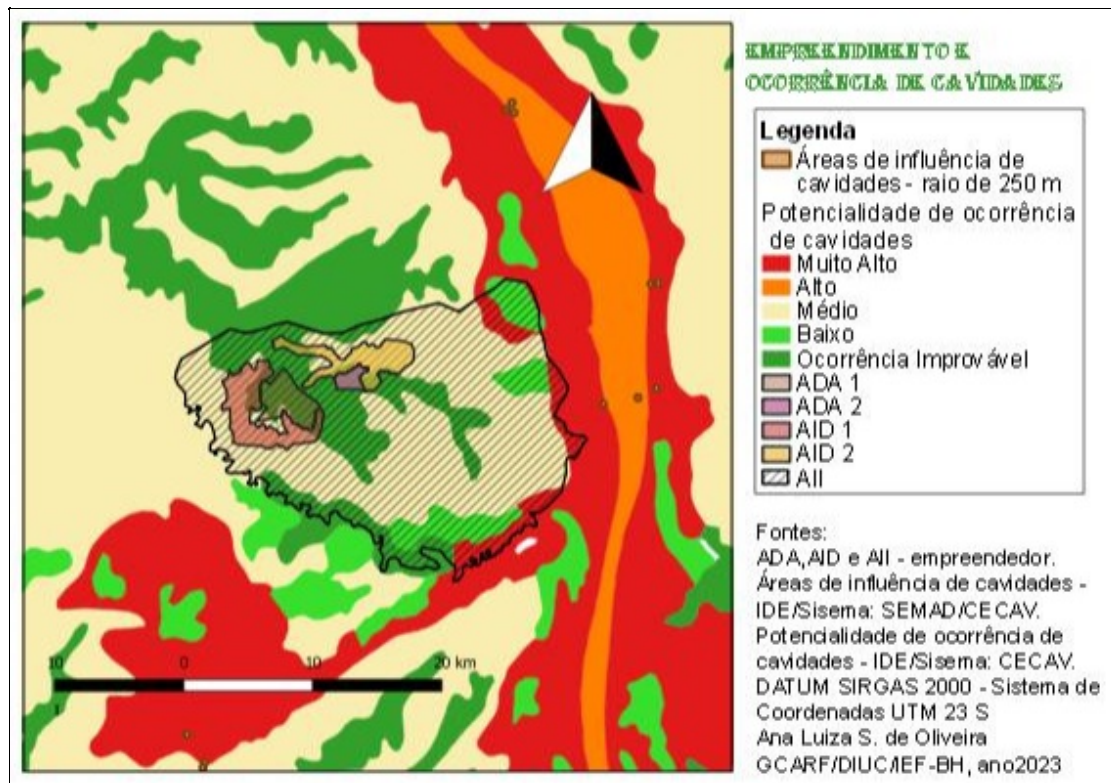 EMPREENDIMENTO E
OCORRÊNCIA DE CAVIDADES
Legenda
Áreas de influência de
cavidades - raio de 250 m
Potencialidade de ocorrência
de cavidades
Muito Alto
Alto
Médio
Baixo
Ocorrência Improvável
ADA 1
ADA 2
AID 1
AID 2
AII
10 0 10 20 km
Fontes:
ADA,AID e AII - empreendedor.
Áreas de influência de cavidades -
IDE/Sisema: SEMAD/CECAV.
Potencialidade de ocorrência de
cavidades - IDE/Sisema: CECAV.
DATUM SIRGAS 2000 - Sistema de
Coordenadas UTM 23 S
Ana Luiza S. de Oliveira
GCARF/DIUC/IEF-BH, ano2023